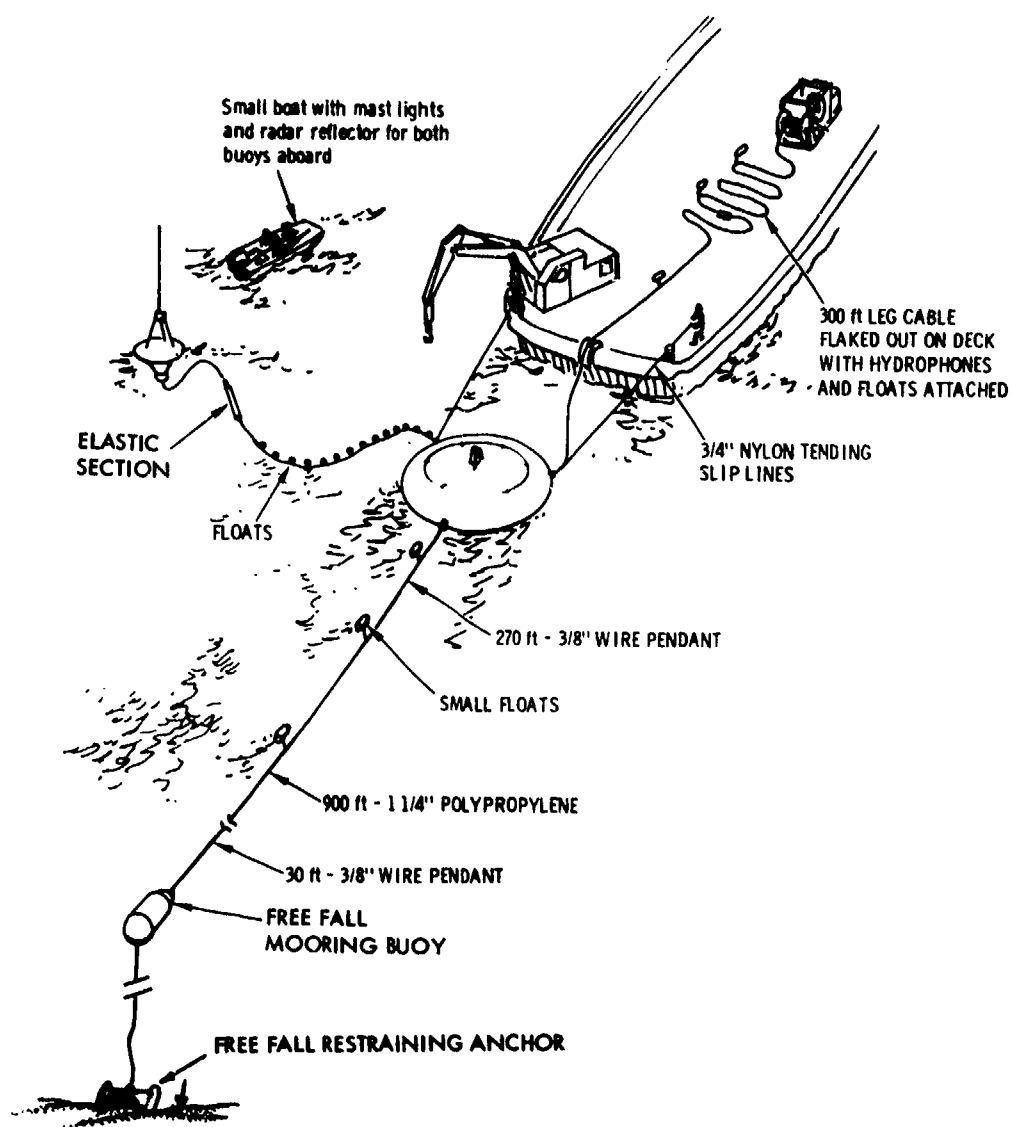 Small boat with mast lights
and radar reflector for both
buoys aboard
300 ft LEG CABLE
FLAKED OUT ON DECK
WITH HYDROPHONES
AND FLOATS ATTACHED
ELASTIC
SECTION
3/4" NYLON TENDING
SLIP LINES
FLOATS
270 ft - 3/8" WIRE PENDANT
SMALL FLOATS
900 ft - 1 1/4" POLYPROPYLENE
30 ft - 3/8" WIRE PENDANT
FREE FALL
MOORING BUOY
FREE FALL RESTRAINING ANCHOR